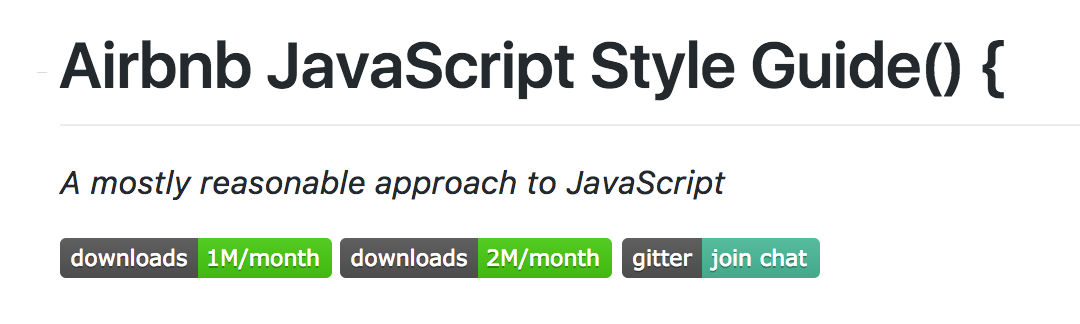 Airbnb JavaScript Style Guide() {
A mostly reasonable approach to JavaScript
downloads 1M/month downloads 2M/month gitter join chat